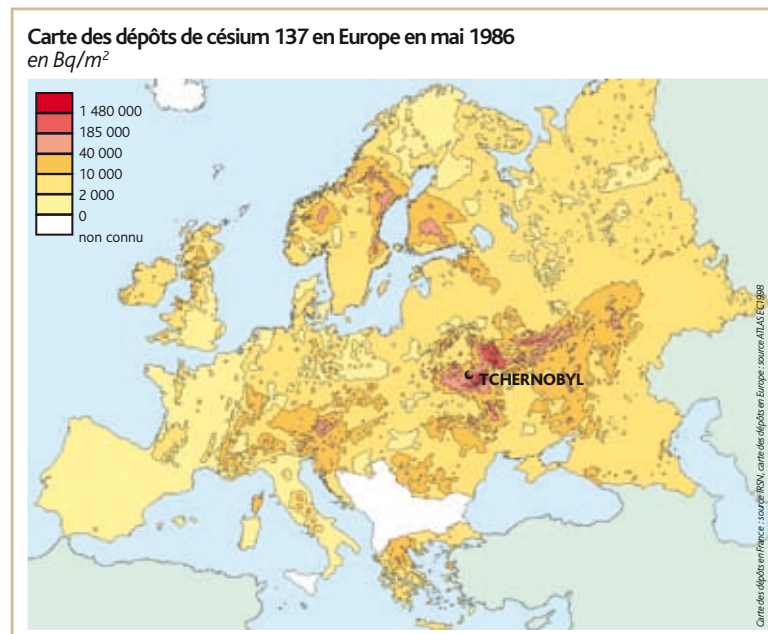 Carte des dépôts de césium 137 en Europe en mai 1986
en Bq/m²
1 480 000
185 000
40 000
10 000
2 000
0
non connu
TCHERNOBYL
Carte des dépôts en France : source IRSN, carte des dépôts en Europe : source ATLAS EC1998